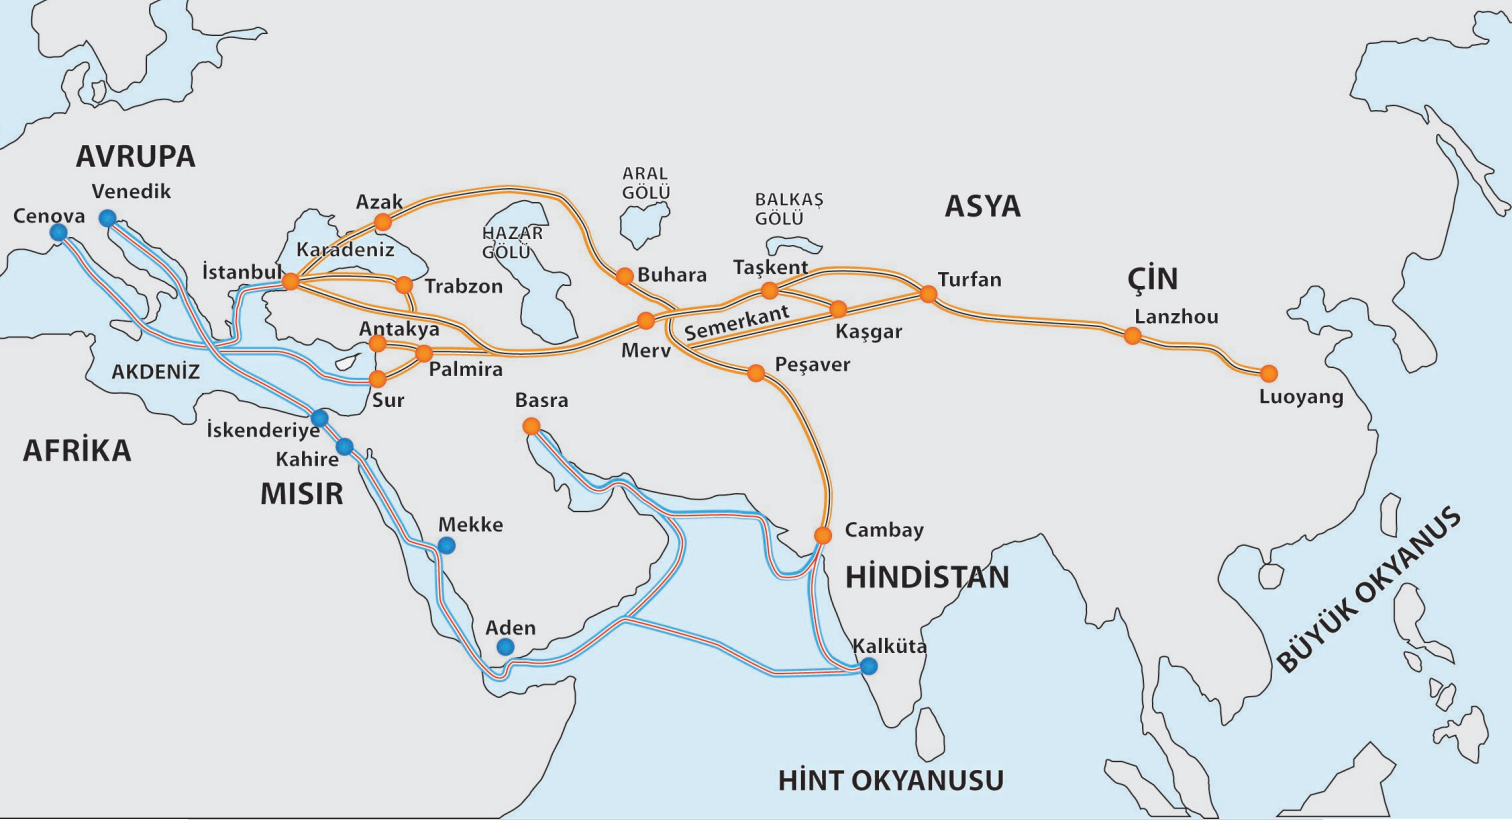 AVRUPA
Venedik
Cenova
Azak
Karadeniz
İstanbul
Trabzon
HAZAR
GÖLÜ
ARAL
GÖLÜ
BALKAŞ
GÖLÜ
ASYA
Buhara
Taşkent
Turfan
ÇİN
Lanzhou
Luoyang
Antakya
Palmira
Merv
Semerkant
Kaşgar
Peşaver
AKDENİZ
Sur
Basra
İskenderiye
Kahire
AFRİKA
MISIR
Mekke
Cambay
HİNDİSTAN
Aden
Kalküta
BÜYÜK OKYANUS
HİNT OKYANUSU